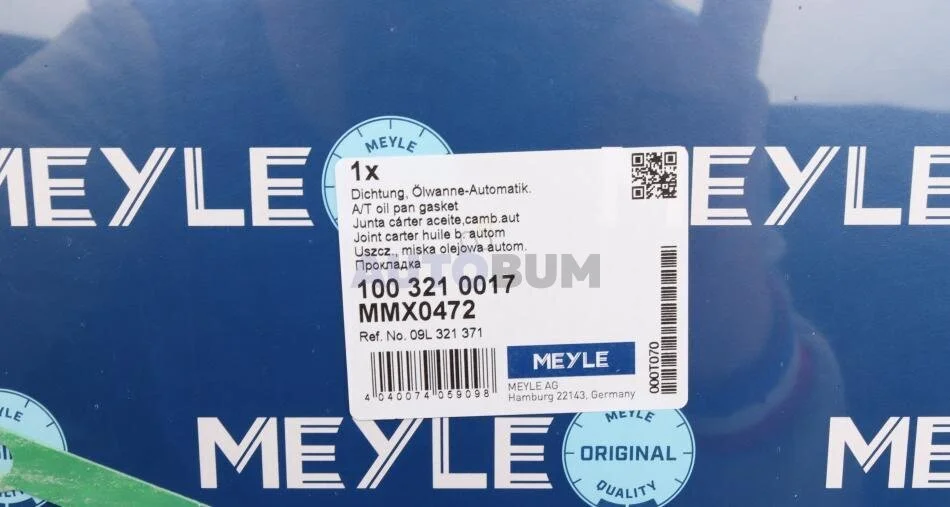 MEYLE
MEYLE
MEYLE
1x
Dichtung, Ölwanne-Automatik.
A/T oil pan gasket
Junta cárter aceite,camb.aut
Joint carter huile b. autom
Uszcz., miska olejowa autom.
Прокладка
AUTOBUM
100 321 0017
MMX0472
Ref. No. 09L 321 371
4 040074 059098
MEYLE
MEYLE AG
Hamburg 22143, Germany
000T070
MEYLE
MEYLE
ORIGINAL
QUALITY
ME
YLE
LITY